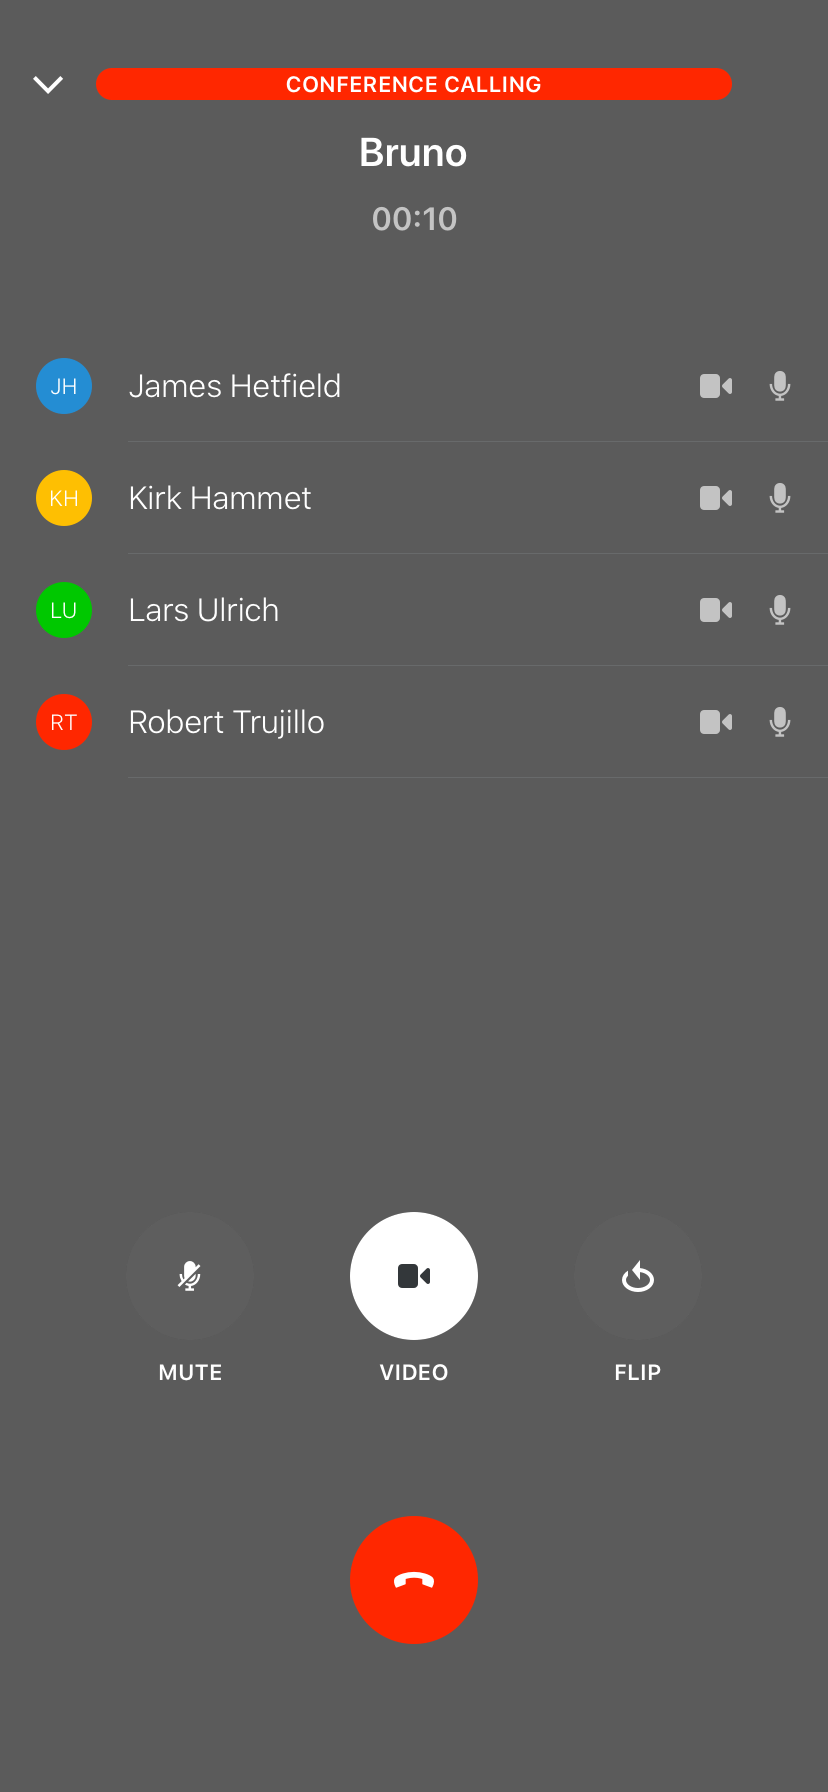 CONFERENCE CALLING
Bruno
00:10
JH James Hetfield
KH Kirk Hammet
LU Lars Ulrich
RT Robert Trujillo
MUTE VIDEO FLIP